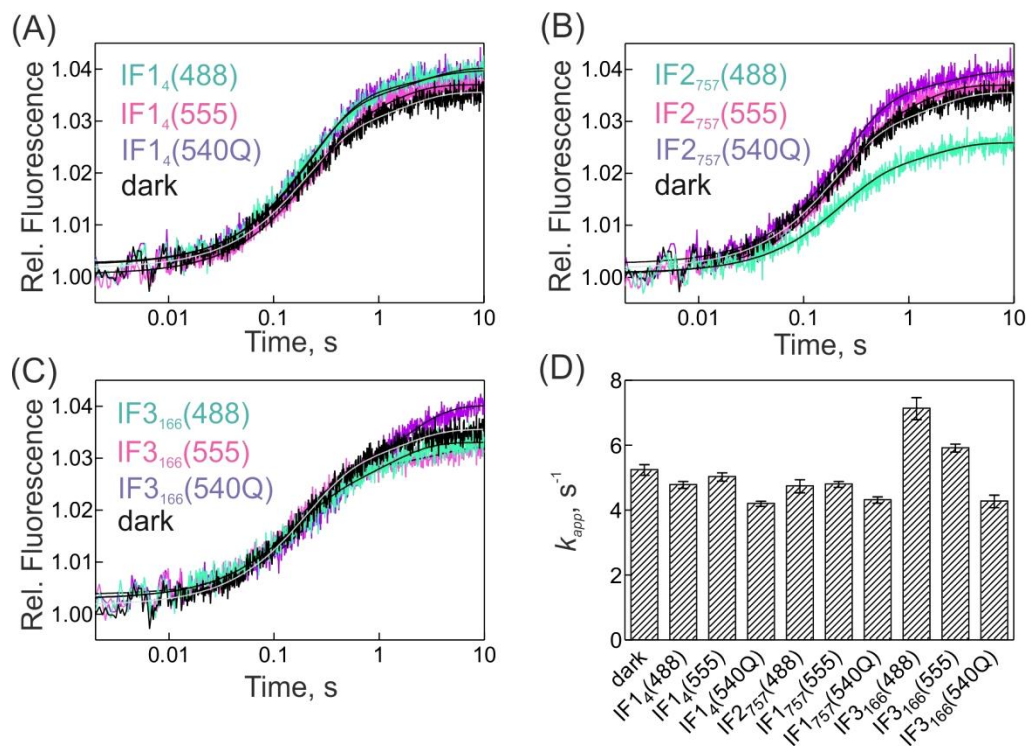 (A)
Rel. Fluorescence
1.04
1.03
1.02
1.01
1.00
IF1₄(488)
IF1₄(555)
IF1₄(540Q)
dark
0.01
0.1
1
10
Time, s
(B)
Rel. Fluorescence
1.04
1.03
1.02
1.01
1.00
IF2₇₅₇(488)
IF2₇₅₇(555)
IF2₇₅₇(540Q)
dark
0.01
0.1
1
10
Time, s
(C)
Rel. Fluorescence
1.04
1.03
1.02
1.01
1.00
IF3₁₆₆(488)
IF3₁₆₆(555)
IF3₁₆₆(540Q)
dark
0.01
0.1
1
10
Time, s
(D)
k_app, s⁻¹
8
6
4
2
0
dark
IF1₄(488)
IF1₄(555)
IF1₄(540Q)
IF2₇₅₇(488)
IF1₇₅₇(555)
IF1₇₅₇(540Q)
IF3₁₆₆(488)
IF3₁₆₆(555)
IF3₁₆₆(540Q)